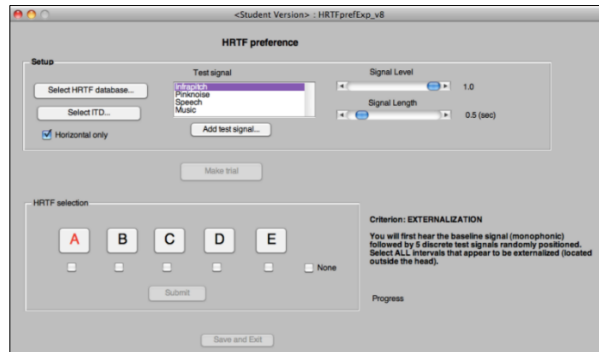 <Student Version> : HRTFprefExp_v8
HRTF preference
Setup
Test signal
Signal Level
Select HRTF database...
Infrapitch
Pinknoise
Speech
Music
1.0
Signal Length
Select ITD...
0.5 (sec)
Horizontal only
Add test signal...
Make trial
HRTF selection
A B C D E
None
Submit
Criterion: EXTERNALIZATION
You will first hear the baseline signal (monophonic)
followed by 5 discrete test signals randomly positioned.
Select ALL intervals that appear to be externalized (located
outside the head).
Progress
Save and Exit